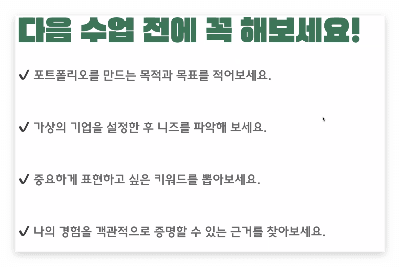 다음 수업 전에 꼭 해보세요!
✓ 포트폴리오를 만드는 목적과 목표를 적어보세요.
✓ 가상의 기업을 설정한 후 니즈를 파악해 보세요.
✓ 중요하게 표현하고 싶은 키워드를 뽑아보세요.
✓ 나의 경험을 객관적으로 증명할 수 있는 근거를 찾아보세요.